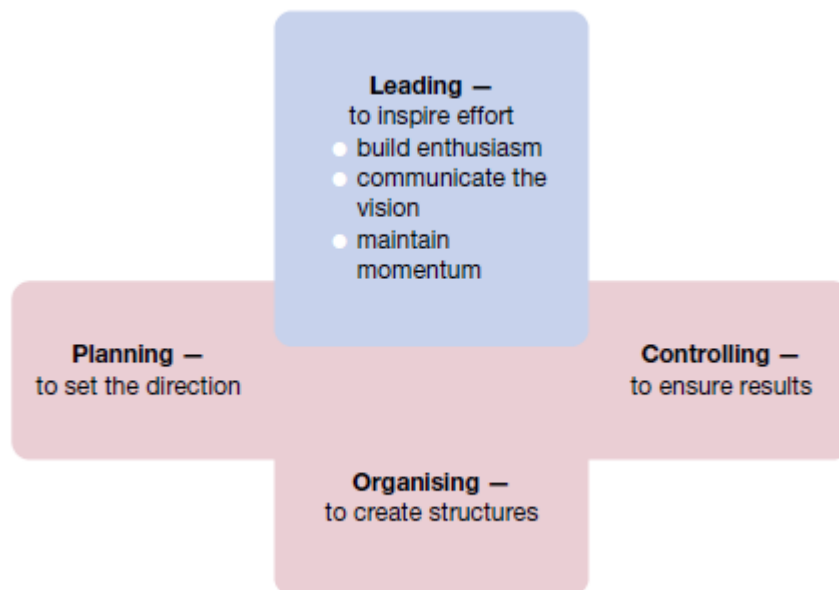 Leading —
to inspire effort
build enthusiasm
communicate the
vision
maintain
momentum
Planning —
to set the direction
Controlling —
to ensure results
Organising —
to create structures